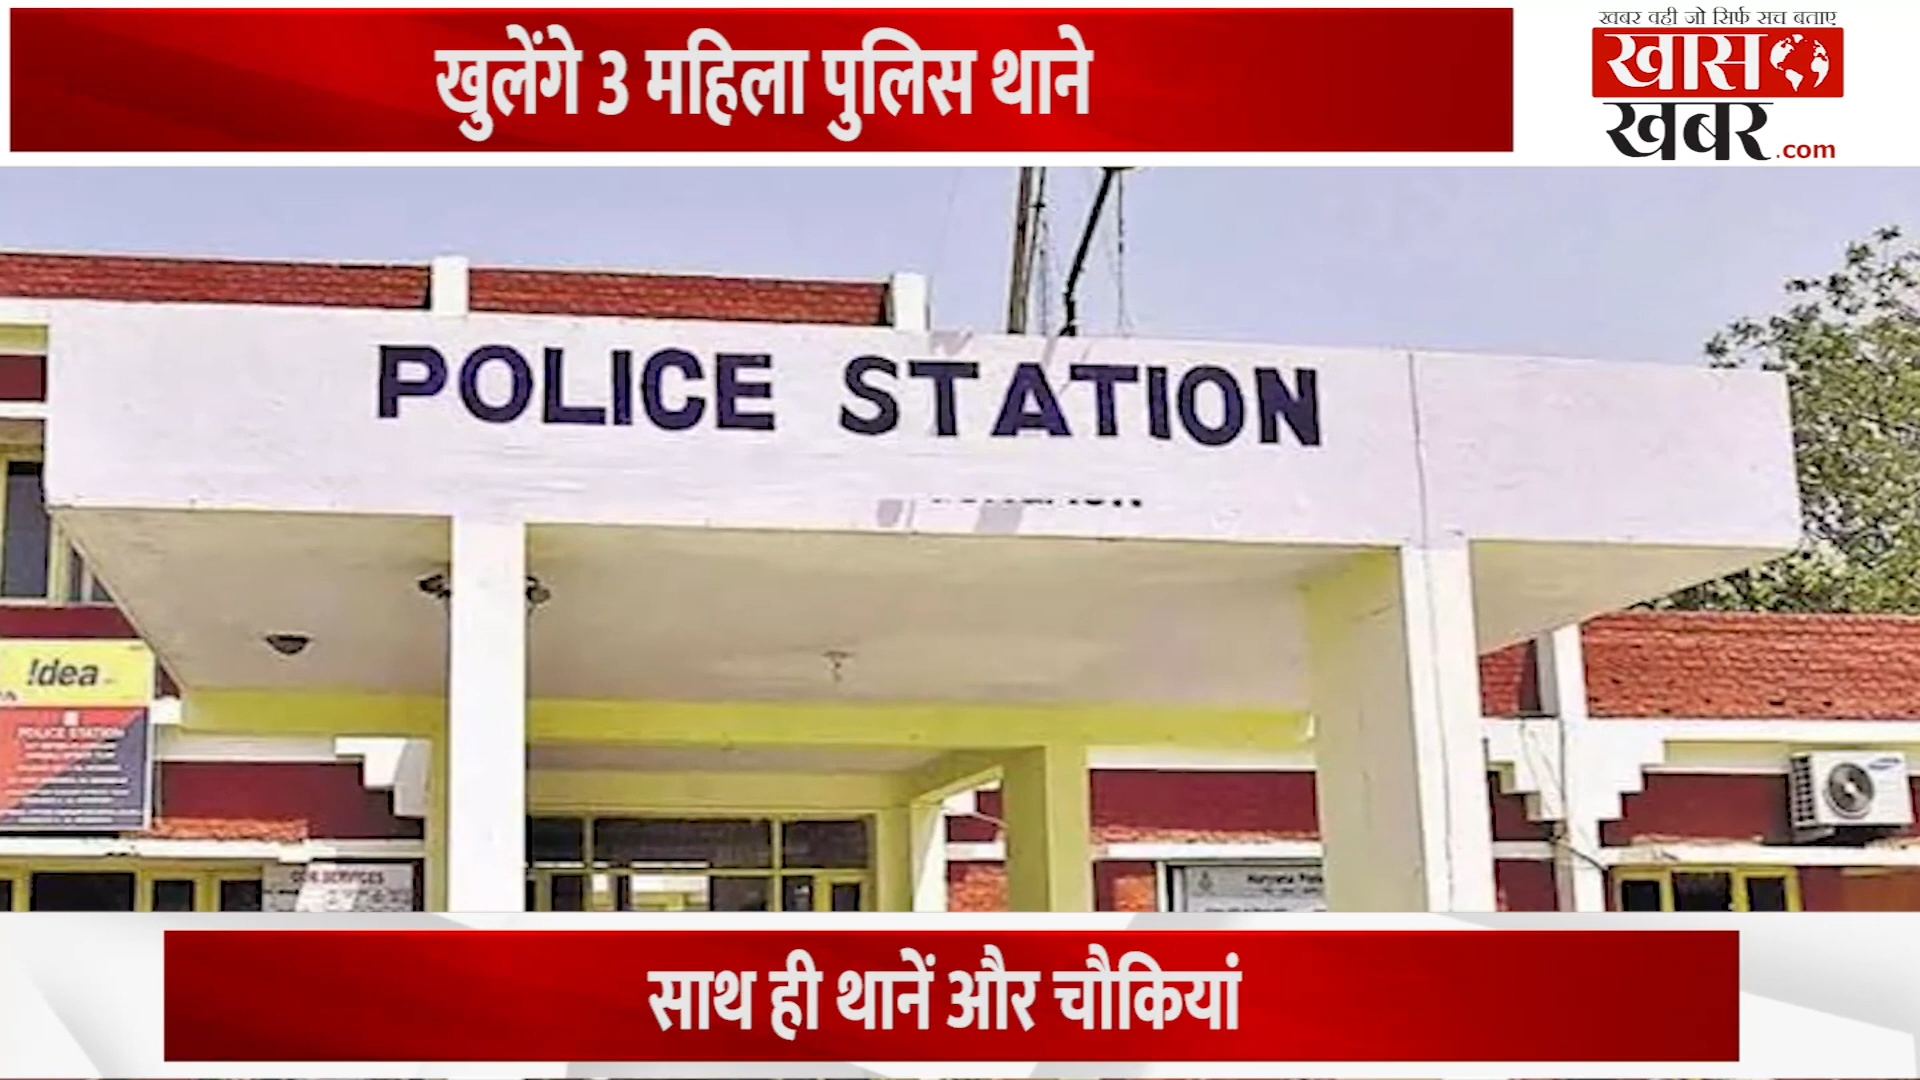 खुलेंगे 3 महिला पुलिस थाने
खबर वही जो सिर्फ सच बताए
खास
खबर.com
POLICE STATION
!dea
POLICE STATION
साथ ही थानें और चौकियां